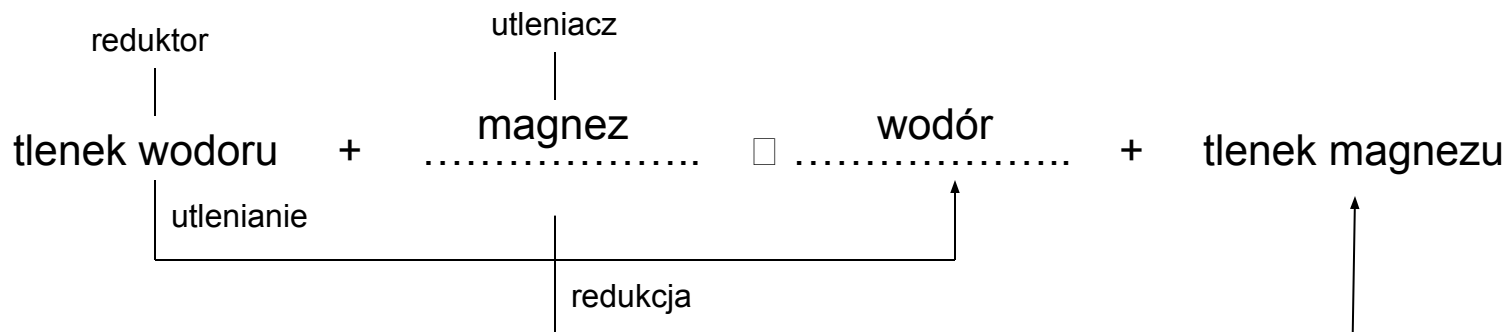 reduktor
utleniacz
tlenek wodoru + magnez ………………….. □ wodór ………………….. + tlenek magnezu
utlenianie
redukcja